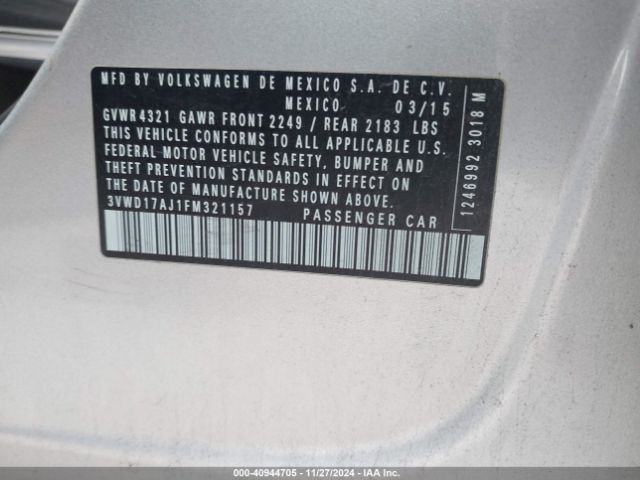 MFD BY VOLKSWAGEN DE MEXICO S.A. DE C.V.
MEXICO 03/15
GVWR 4321 GAWR FRONT 2249 / REAR 2183 LBS
THIS VEHICLE CONFORMS TO ALL APPLICABLE U.S.
FEDERAL MOTOR VEHICLE SAFETY, BUMPER AND
THEFT PREVENTION STANDARDS IN EFFECT ON
THE DATE OF MANUFACTURE SHOWN ABOVE.
3VWD17AJ1FM321157 PASSENGER CAR
1246992 3018 M
000-40944705 - 11/27/2024 - IAA Inc.